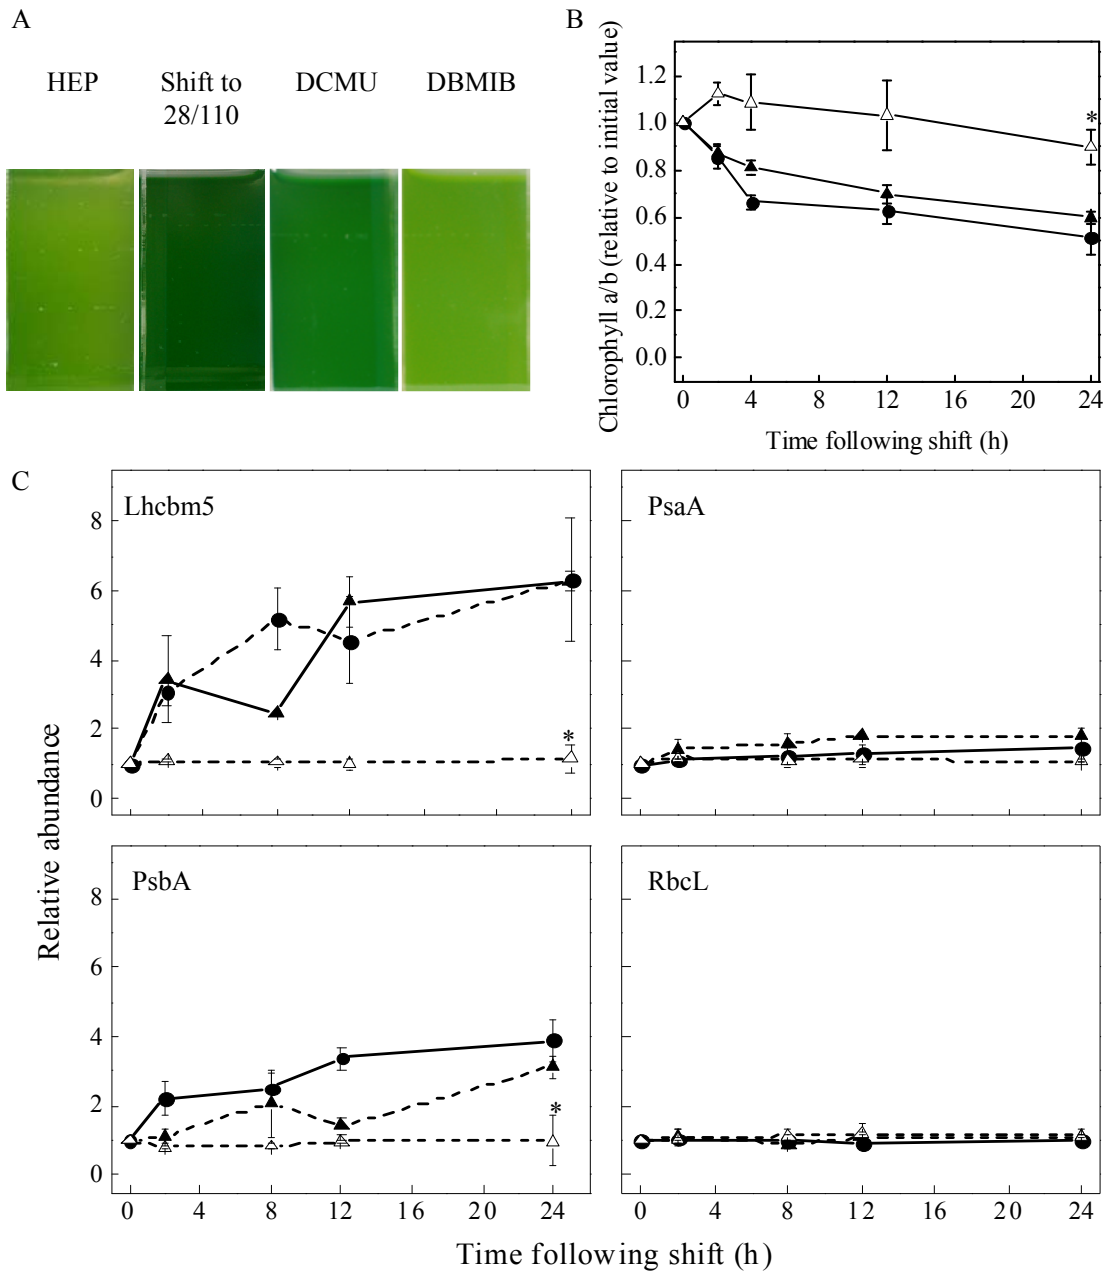 A
HEP
Shift to
28/110
DCMU
DBMIB
B
Chlorophyll a/b (relative to initial value)
1.2
1.0
0.8
0.6
0.4
0.2
0.0
*
0 4 8 12 16 20 24
Time following shift (h)
C
Relative abundance
Lhcbm5
8
6
4
2
0
*
PsaA
PsbA
8
6
4
2
0
*
0 4 8 12 16 20 24
RbcL
0 4 8 12 16 20 24
Time following shift (h)